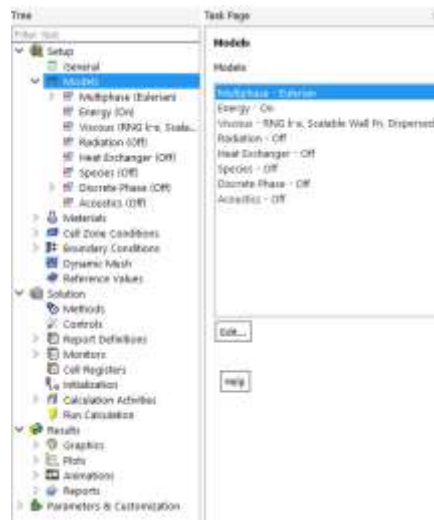 Tree
Filter Text
Setup
General
Models
Multiphase (Eulerian)
Energy (On)
Viscous (RNG k-e, Scala...
Radiation (Off)
Heat Exchanger (Off)
Species (Off)
Discrete Phase (Off)
Acoustics (Off)
Materials
Cell Zone Conditions
Boundary Conditions
Dynamic Mesh
Reference Values
Solution
Methods
Controls
Report Definitions
Monitors
Cell Registers
Initialization
Calculation Activities
Run Calculation
Results
Graphics
Plots
Animations
Reports
Parameters & Customization
Task Page
Models
Models
Multiphase - Eulerian
Energy - On
Viscous - RNG k-e, Scalable Wall Fn, Dispersed
Radiation - Off
Heat Exchanger - Off
Species - Off
Discrete Phase - Off
Acoustics - Off
Edit...
Help